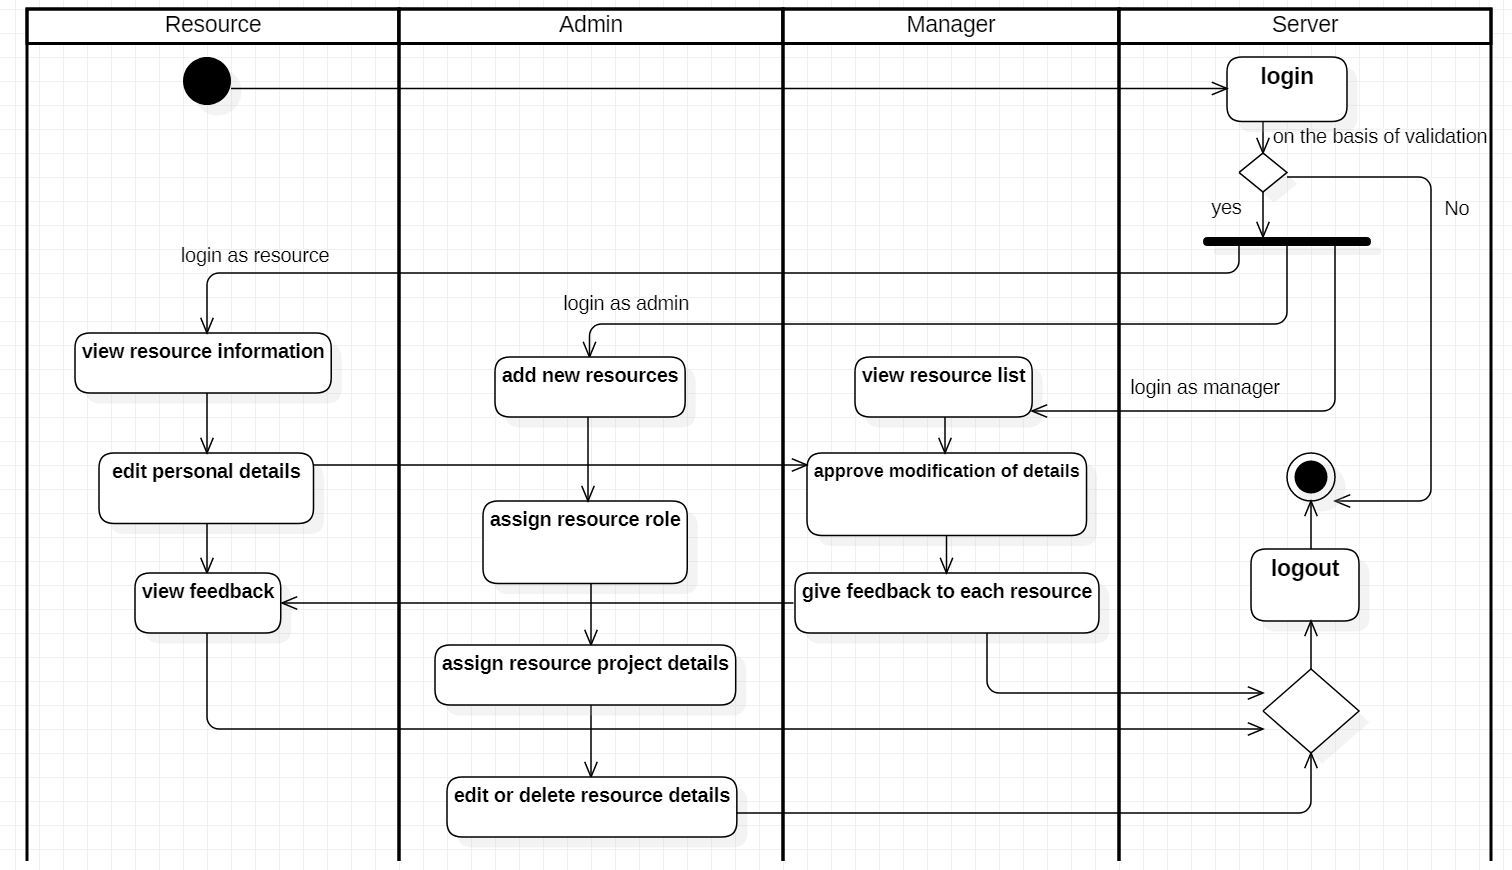 Resource
Admin
Manager
Server
login
on the basis of validation
yes
No
login as resource
login as admin
view resource information
add new resources
view resource list
login as manager
edit personal details
approve modification of details
assign resource role
view feedback
give feedback to each resource
logout
assign resource project details
edit or delete resource details